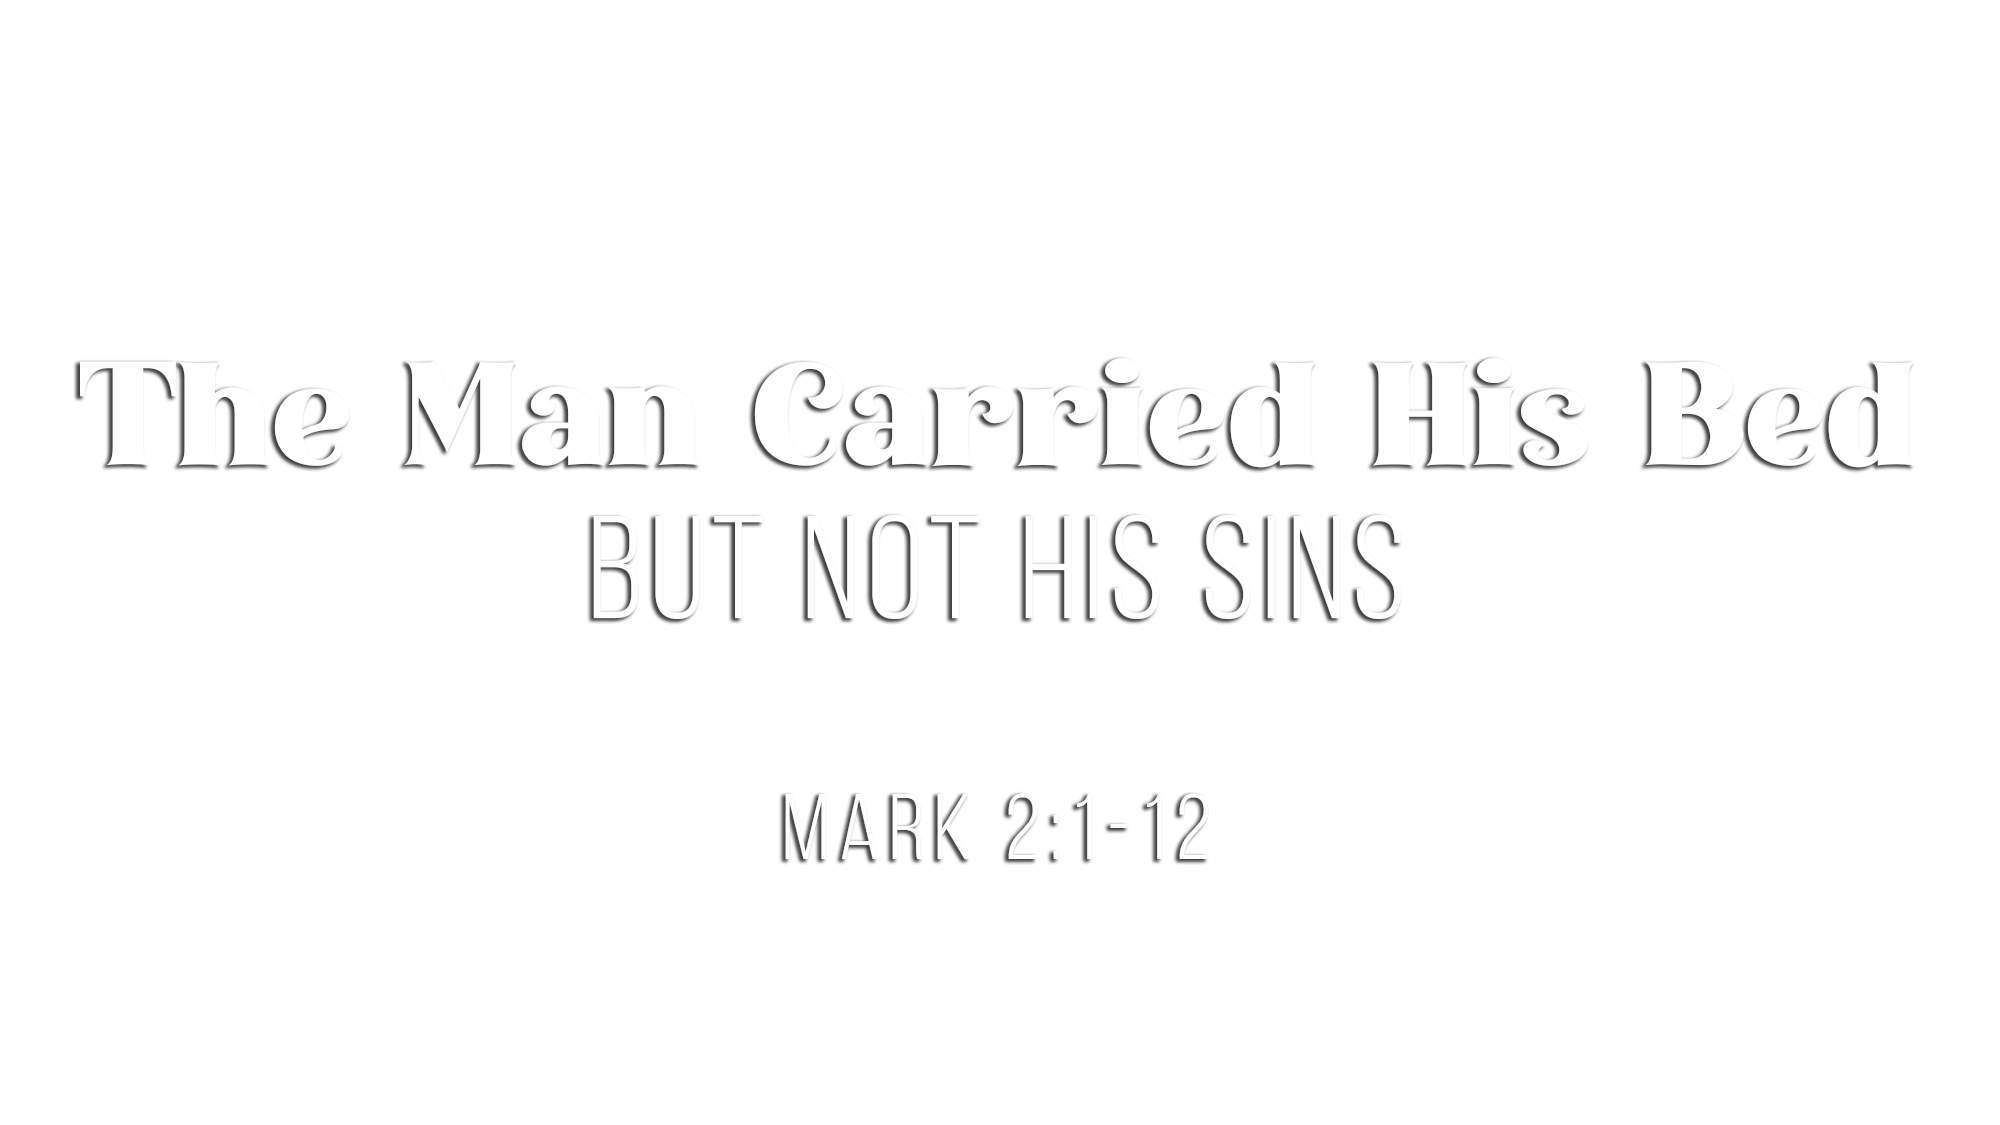 The Man Carried His Bed
BUT NOT HIS SINS
MARK 2:1-12